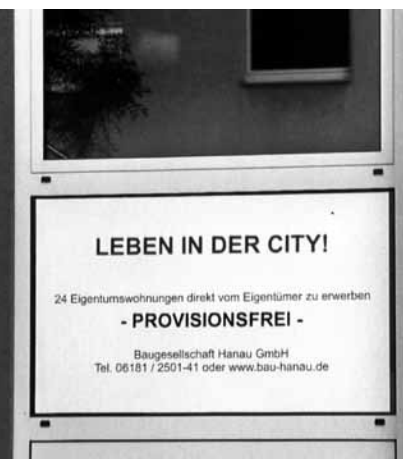 LEBEN IN DER CITY!
24 Eigentumswohnungen direkt vom Eigentümer zu erwerben
- PROVISIONSFREI -
Baugesellschaft Hanau GmbH
Tel. 06181 / 2501-41 oder www.bau-hanau.de